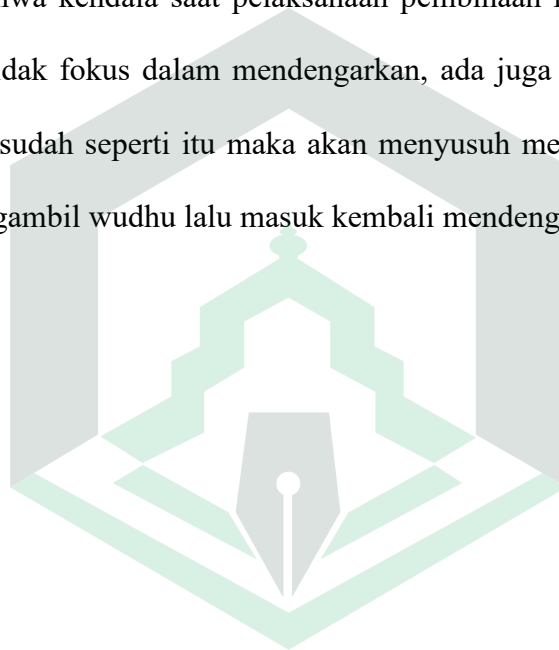 kendala saat pelaksanaan pembinaan
dak fokus dalam mendengarkan, ada juga
sudah seperti itu maka akan menyusuh me
gambil wudhu lalu masuk kembali mendeng